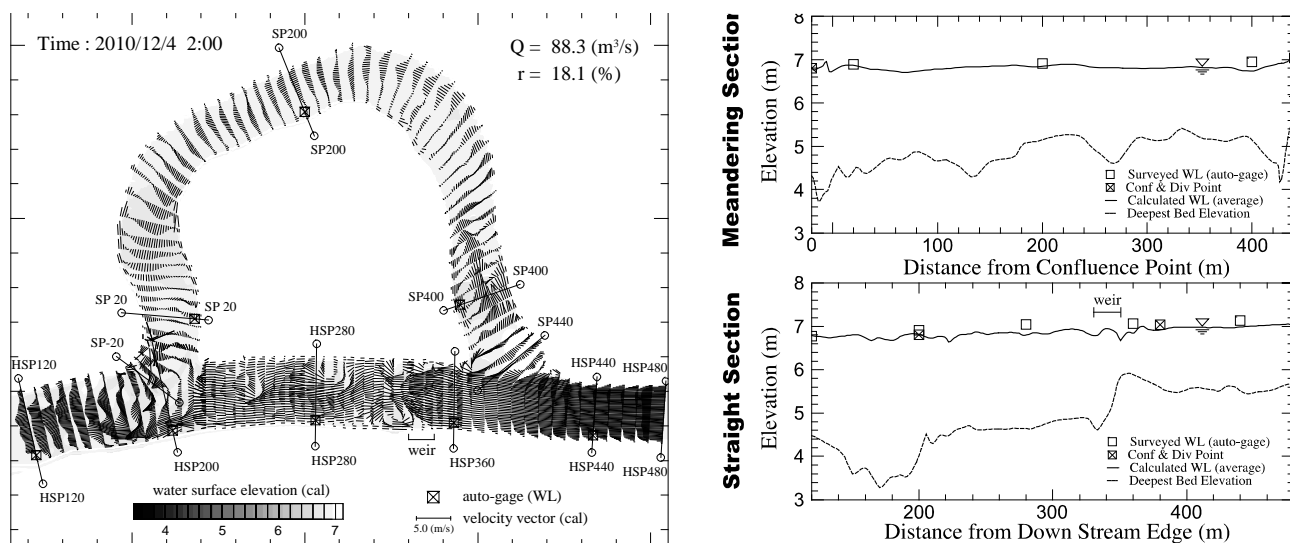 Time : 2010/12/4 2:00
Q = 88.3 (m³/s)
r = 18.1 (%)
SP200
SP200
SP 20
SP 20
SP-20
SP400
SP400
SP440
HSP120
HSP120
HSP200
HSP280
HSP280
HSP360
HSP440
HSP440
HSP480
HSP480
weir
water surface elevation (cal)
4 5 6 7
auto-gage (WL)
velocity vector (cal)
5.0 (m/s)
Meandering Section
Elevation (m)
8
7
6
5
4
3
Surveyed WL (auto-gage)
Conf & Div Point
Calculated WL (average)
Deepest Bed Elevation
0 100 200 300 400
Distance from Confluence Point (m)
Straight Section
Elevation (m)
8
7
6
5
4
3
weir
Surveyed WL (auto-gage)
Conf & Div Point
Calculated WL (average)
Deepest Bed Elevation
200 300 400
Distance from Down Stream Edge (m)